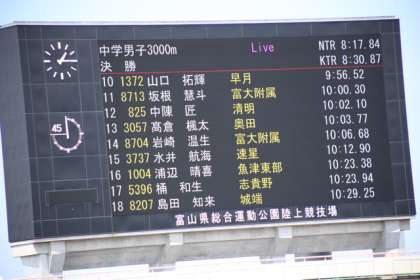 中学男子3000m Live NTR 8:17.84
決 勝 KTR 8:30.87
10 1372 山口 拓輝 早月 9:56.52
11 8713 坂根 慧斗 富大附属 10:00.30
12 825 中陳 匠 清明 10:02.10
13 3057 高倉 楓太 奥田 10:03.77
14 8704 岩崎 温生 富大附属 10:06.68
15 3737 水井 航海 速星 10:12.90
16 1004 浦辺 晴喜 魚津東部 10:23.38
17 5396 桶 和生 志貴野 10:23.94
18 8207 島田 知来 城端 10:29.25
45
富山県総合運動公園陸上競技場